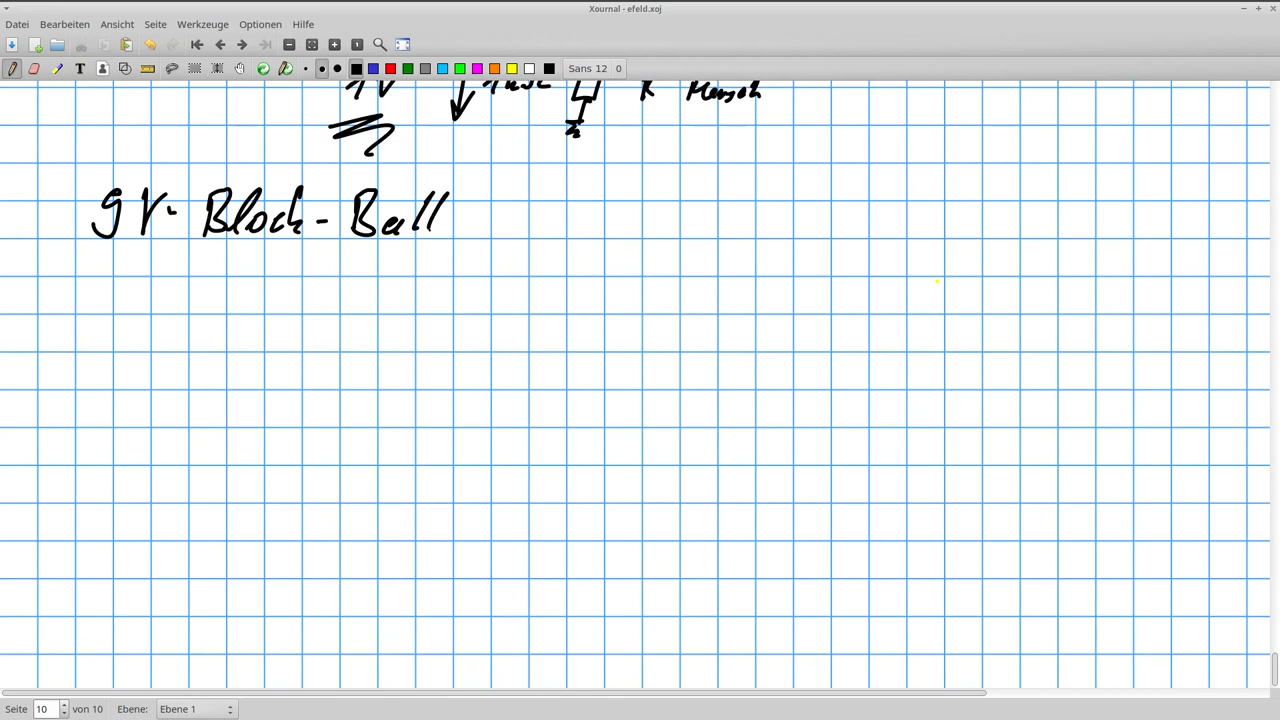 Xournal - efeld.xoj
Datei Bearbeiten Ansicht Seite Werkzeuge Optionen Hilfe
Sans 12 0
Mensch
9V-Block-Ball
Seite 10 von 10 Ebene: Ebene 1